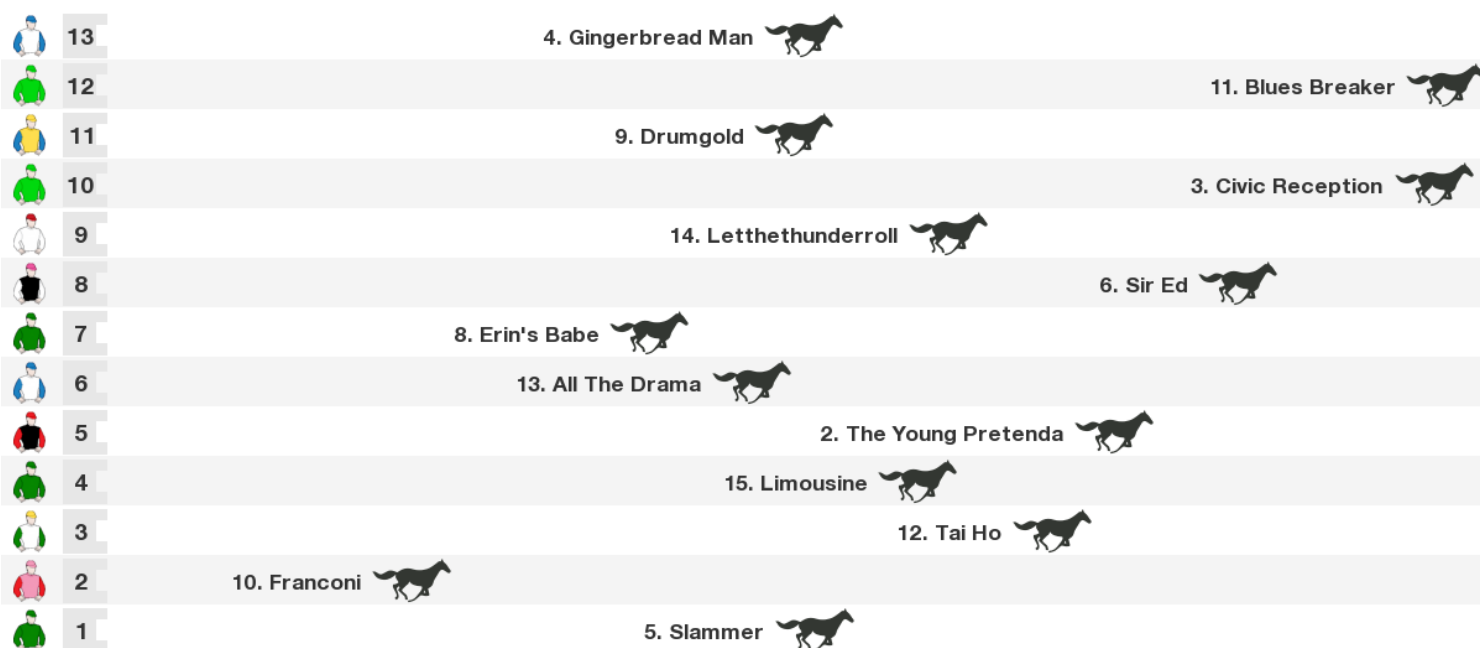 13 4. Gingerbread Man
12 11. Blues Breaker
11 9. Drumgold
10 3. Civic Reception
9 14. Letthethunderroll
8 6. Sir Ed
7 8. Erin's Babe
6 13. All The Drama
5 2. The Young Pretenda
4 15. Limousine
3 12. Tai Ho
2 10. Franconi
1 5. Slammer